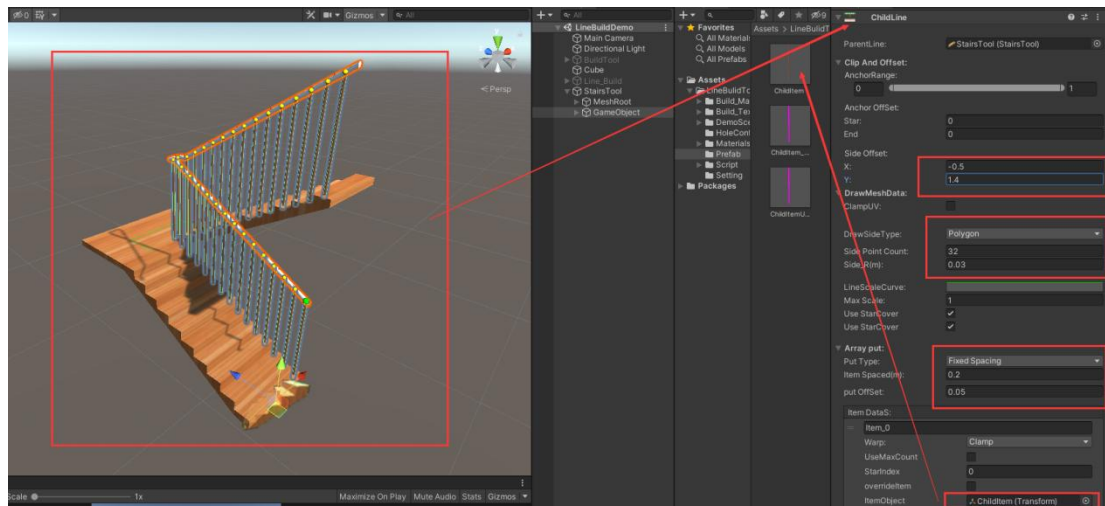 Gizmos
All
Persp
Scale
1x
Maximize On Play Mute Audio Stats Gizmos
All
LineBuildDemo
Main Camera
Directional Light
BuildTool
Cube
Line_Build
StairsTool
MeshRoot
GameObject
9
Favorites
All Material
All Models
All Prefabs
Assets
LineBulidTc
Build_Ma
Build_Te
DemoSce
HoleCon
Materials
Prefab
Script
Setting
Packages
Assets > LineBulidT
ChildItem
ChildItem_...
ChildItemU...
ChildLine
ParentLine: StairsTool (StairsTool)
Clip And Offset:
AnchorRange:
0 1
Anchor OffSet:
Star: 0
End 0
Side Offset:
X: -0.5
Y: 1.4
DrawMeshData:
ClampUV:
DrawSideType: Polygon
Side Point Count: 32
Side_R(m): 0.03
LineScaleCurve:
Max Scale: 1
Use StarCover
Use StarCover
Array put:
Put Type: Fixed Spacing
Item Spaced(m): 0.2
put OffSet: 0.05
Item DataS:
Item_0
Warp: Clamp
UseMaxCount
StarIndex 0
overrideItem
ItemObject ChildItem (Transform)